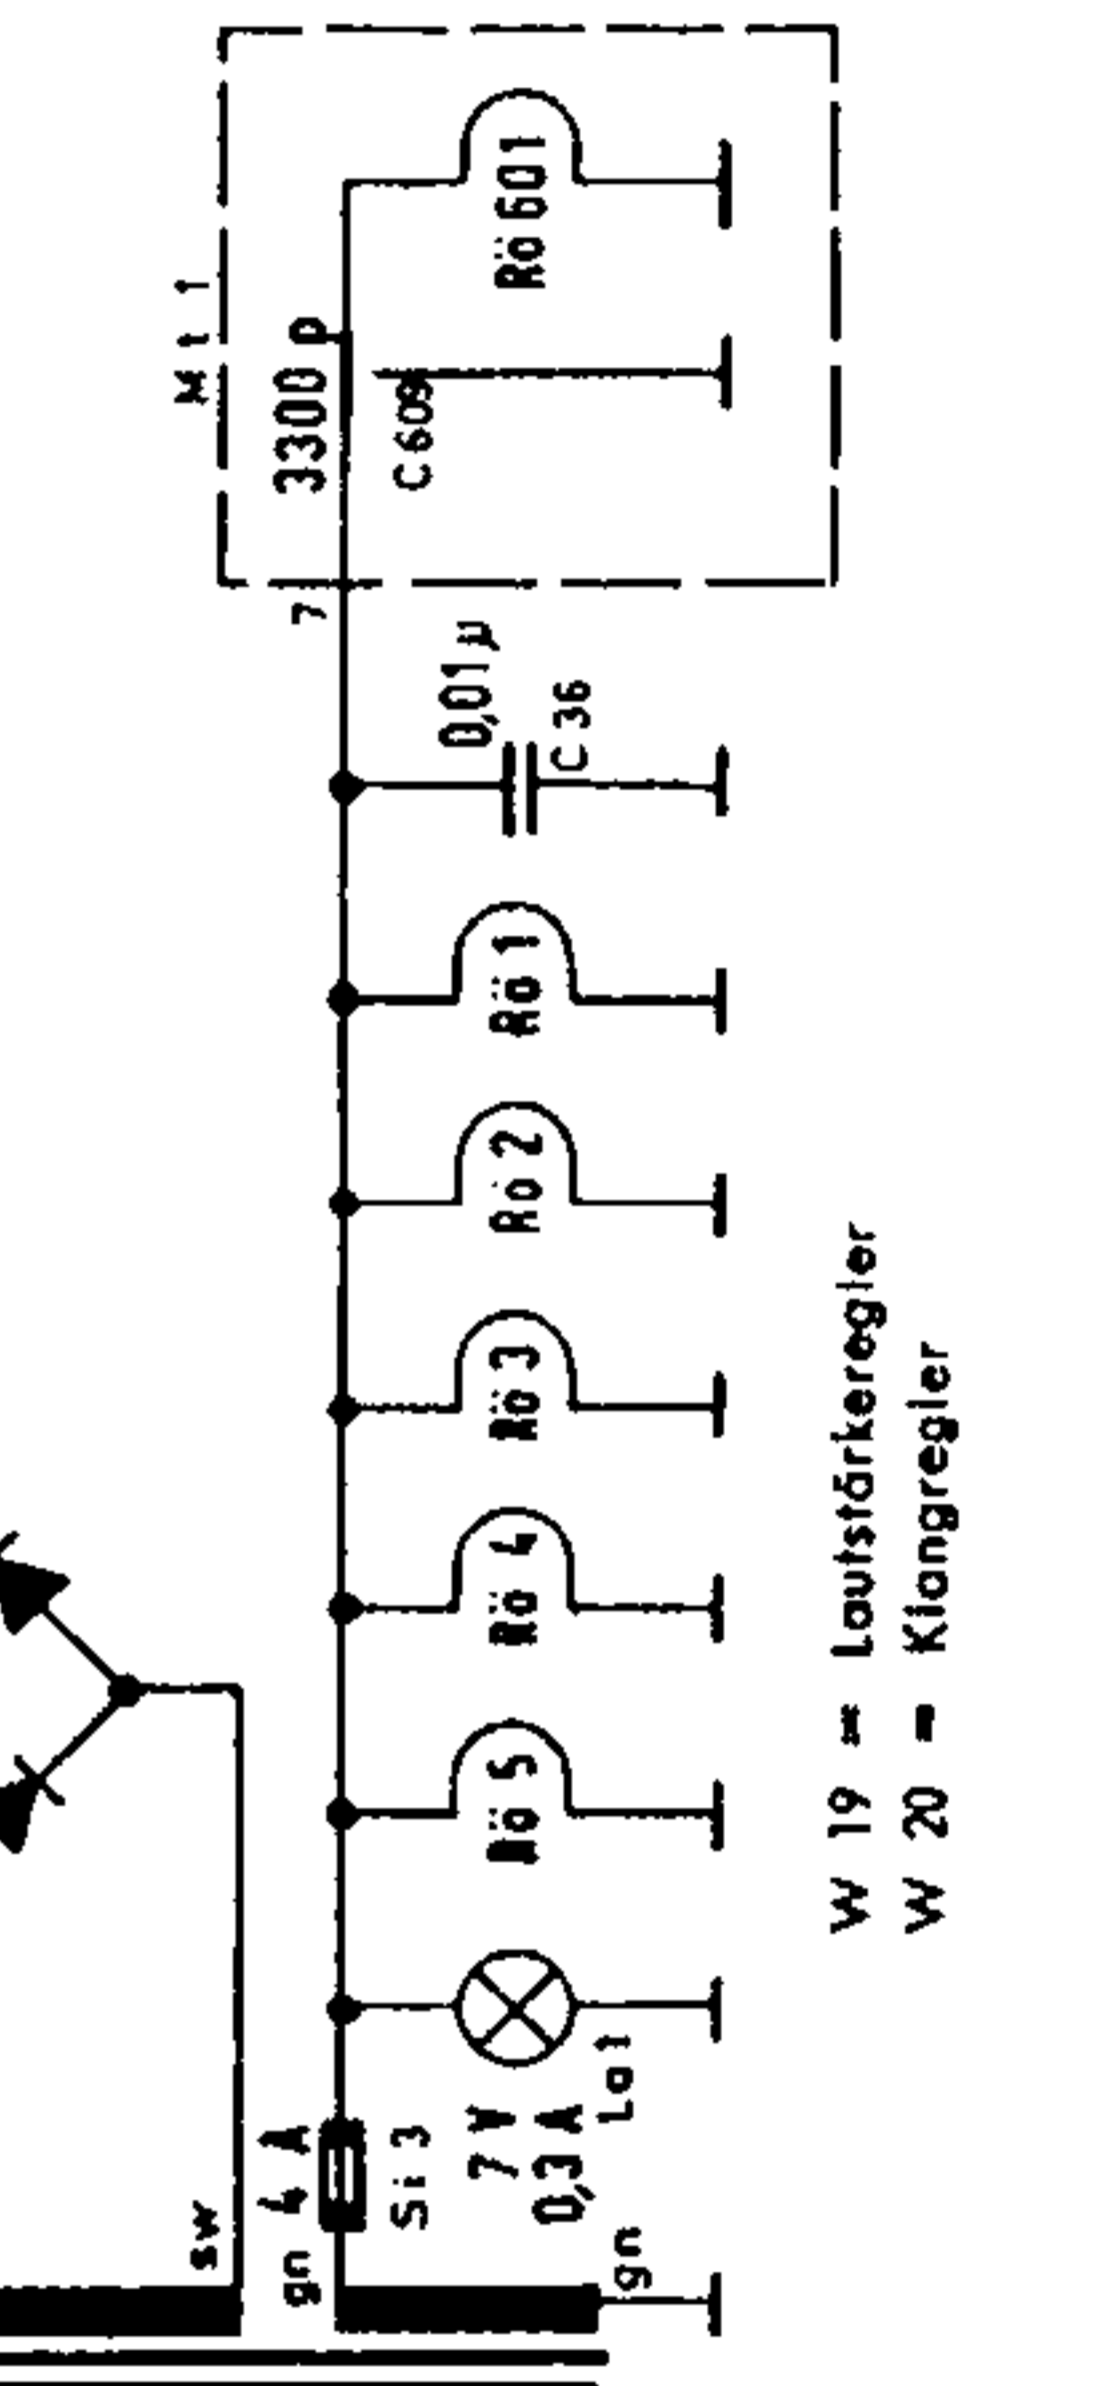 M t 1
3300 p
C 609
Rö 601
7
0,01 µ
C 36
Rö 1
Rö 2
Rö 3
Rö 4
Rö 5
W 19 = Lautstärkeregler
W 20 = Klangregler
sw
gn
4 A
Si 3
7 V
0,3 A
La 1
gn